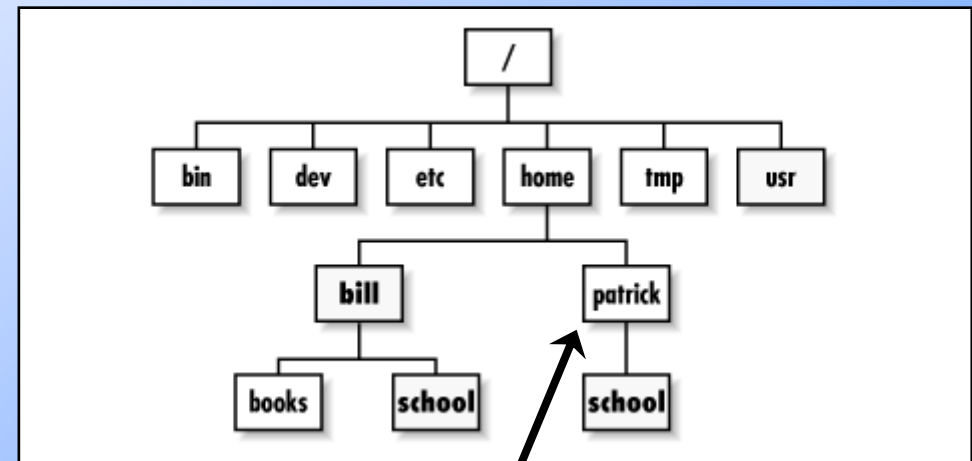 /
bin dev etc home tmp usr
bill patrick
books school school